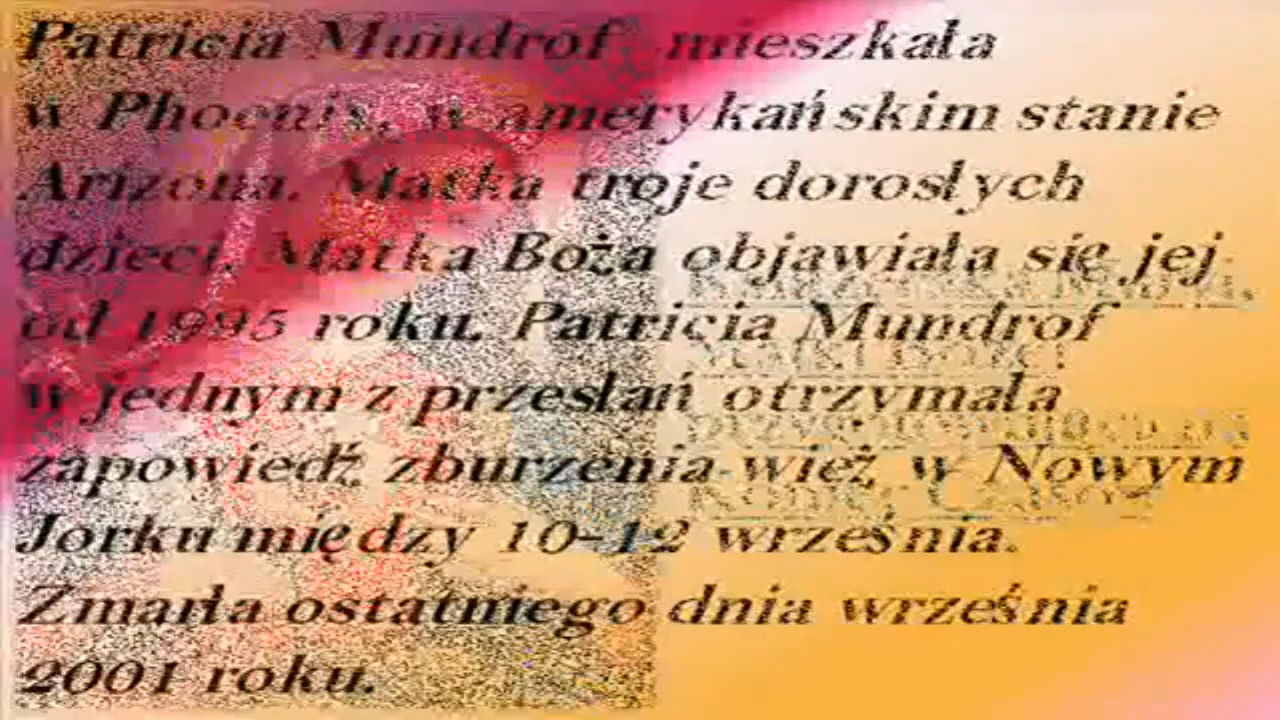 Patricia Mundrof, mieszkała
w Phoenix, w amerykańskim stanie
Arizona. Matka troje dorosłych
dzieci. Matka Boża objawiała się jej
od 1995 roku. Patricia Mundrof
w jednym z przesłań otrzymała
zapowiedź zburzenia wież w Nowym
Jorku między 10-12 września.
Zmarła ostatniego dnia września
2001 roku.